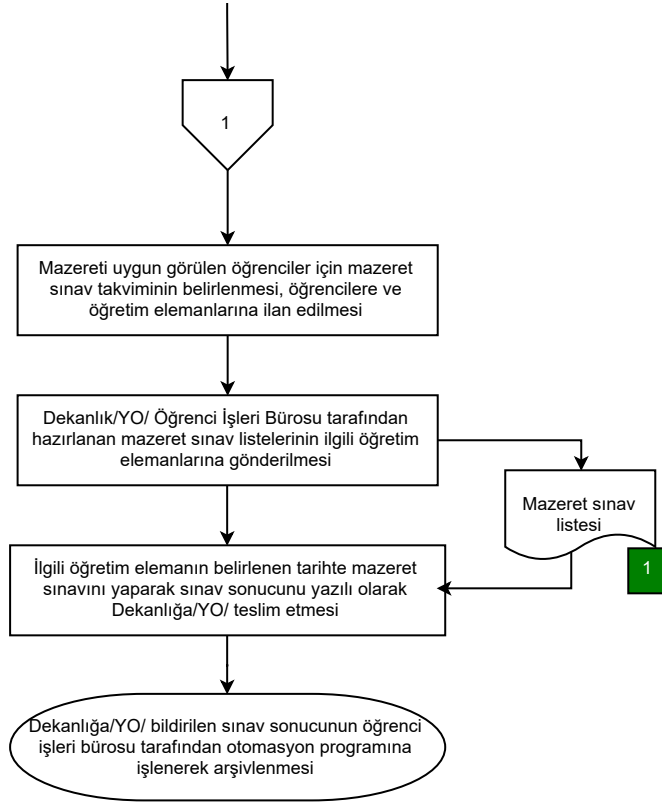 1
Mazereti uygun görülen öğrenciler için mazeret
sınav takviminin belirlenmesi, öğrencilere ve
öğretim elemanlarına ilan edilmesi
Dekanlık/YO/ Öğrenci İşleri Bürosu tarafından
hazırlanan mazeret sınav listelerinin ilgili öğretim
elemanlarına gönderilmesi
Mazeret sınav
listesi
1
İlgili öğretim elemanın belirlenen tarihte mazeret
sınavını yaparak sınav sonucunu yazılı olarak
Dekanlığa/YO/ teslim etmesi
Dekanlığa/YO/ bildirilen sınav sonucunun öğrenci
işleri bürosu tarafından otomasyon programına
işlenerek arşivlenmesi